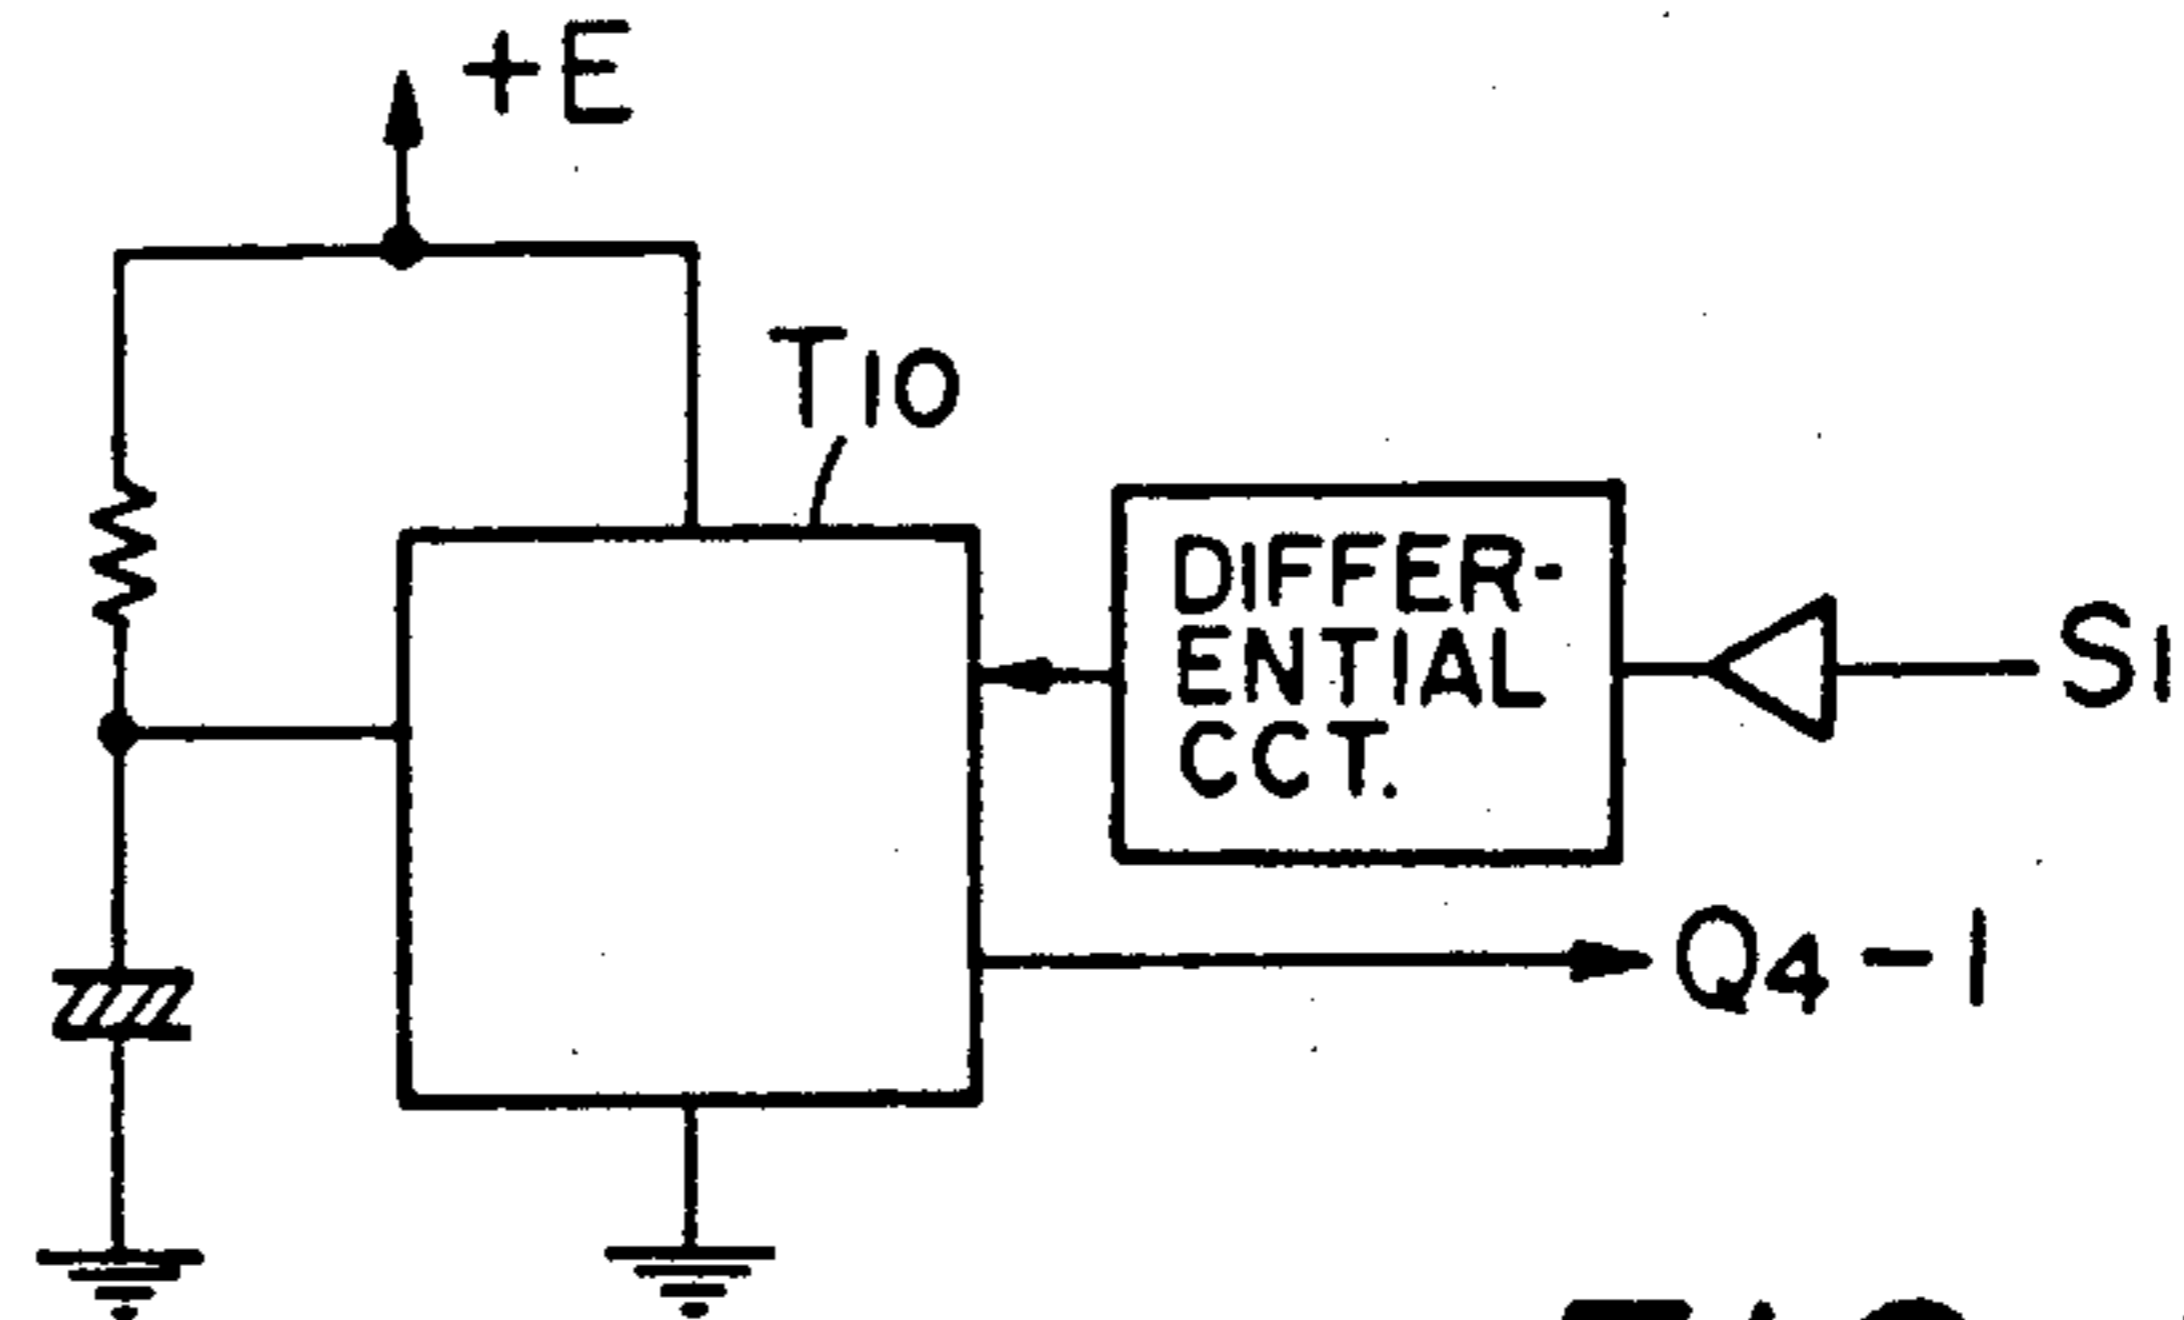 +E
T10
DIFFER-
ENTIAL
CCT.
S1
Q4-1